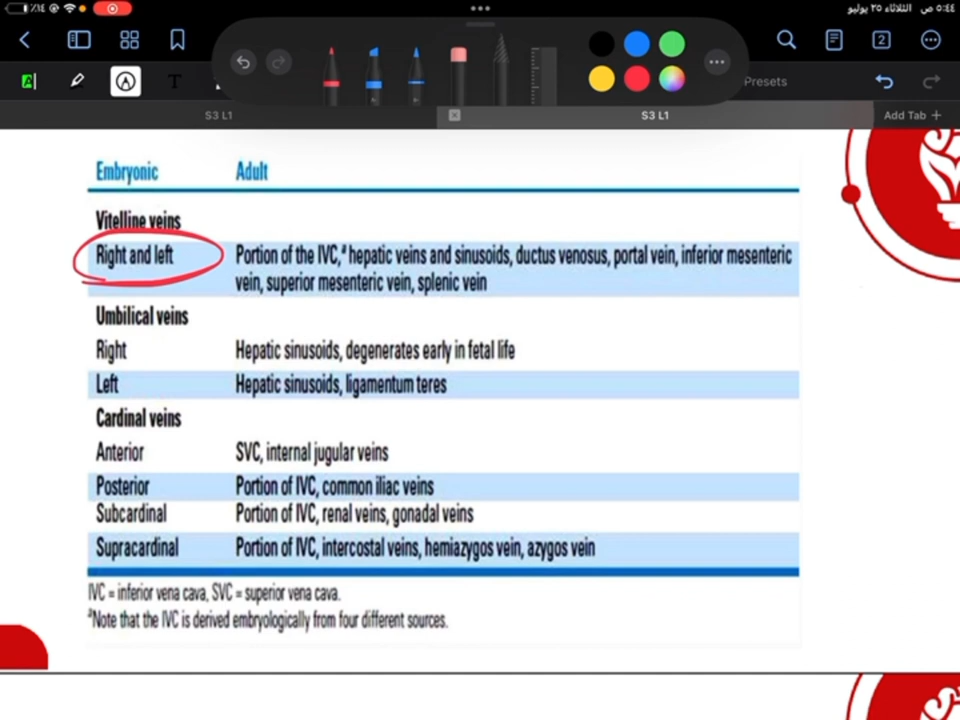 ٪٣٤
٥:٤٤ ص الثلاثاء ٢٥ يوليو
2
A
T
Presets
S3 L1
S3 L1
Add Tab +
Embryonic Adult
Vitelline veins
Right and left Portion of the IVC,ᵃ hepatic veins and sinusoids, ductus venosus, portal vein, inferior mesenteric
vein, superior mesenteric vein, splenic vein
Umbilical veins
Right Hepatic sinusoids, degenerates early in fetal life
Left Hepatic sinusoids, ligamentum teres
Cardinal veins
Anterior SVC, internal jugular veins
Posterior Portion of IVC, common iliac veins
Subcardinal Portion of IVC, renal veins, gonadal veins
Supracardinal Portion of IVC, intercostal veins, hemiazygos vein, azygos vein
IVC = inferior vena cava, SVC = superior vena cava.
ᵃNote that the IVC is derived embryologically from four different sources.